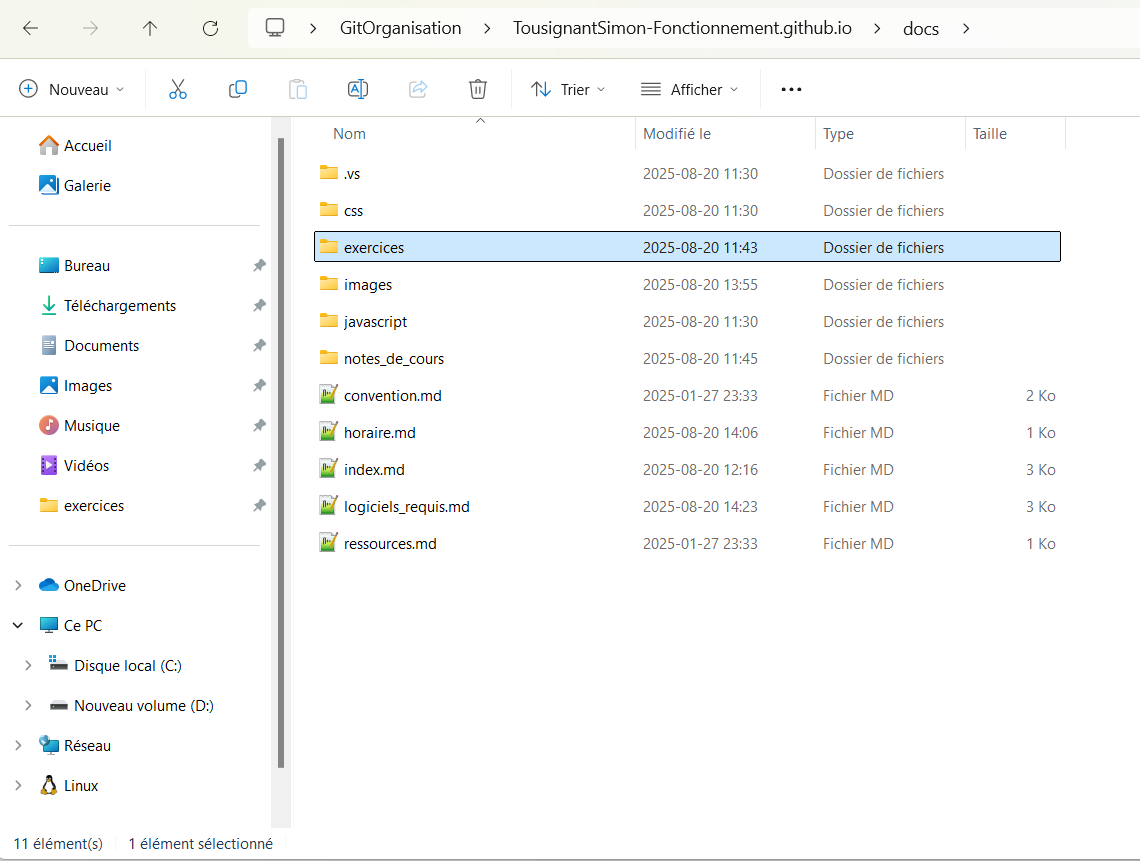 GitOrganisation > TousignantSimon-Fonctionnement.github.io > docs >
Nouveau Trier Afficher
Nom Modifié le Type Taille
Accueil
Galerie
Bureau
Téléchargements
Documents
Images
Musique
Vidéos
exercices
OneDrive
Ce PC
Disque local (C:)
Nouveau volume (D:)
Réseau
Linux
.vs 2025-08-20 11:30 Dossier de fichiers
css 2025-08-20 11:30 Dossier de fichiers
exercices 2025-08-20 11:43 Dossier de fichiers
images 2025-08-20 13:55 Dossier de fichiers
javascript 2025-08-20 11:30 Dossier de fichiers
notes_de_cours 2025-08-20 11:45 Dossier de fichiers
convention.md 2025-01-27 23:33 Fichier MD 2 Ko
horaire.md 2025-08-20 14:06 Fichier MD 1 Ko
index.md 2025-08-20 12:16 Fichier MD 3 Ko
logiciels_requis.md 2025-08-20 14:23 Fichier MD 3 Ko
ressources.md 2025-01-27 23:33 Fichier MD 1 Ko
11 élément(s) 1 élément sélectionné